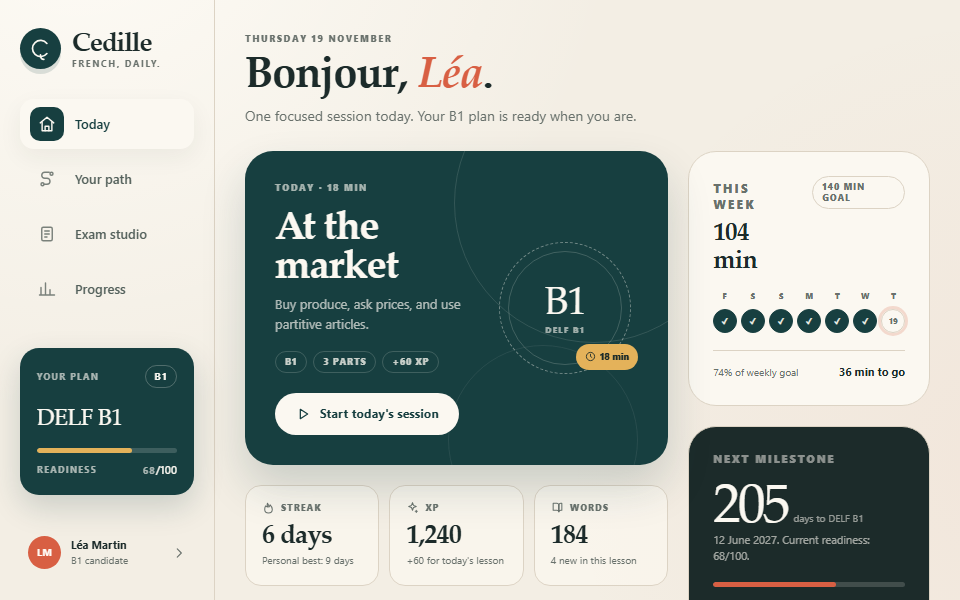 Cedille
FRENCH, DAILY.
Today
Your path
Exam studio
Progress
YOUR PLAN
B1
DELF B1
READINESS
68/100
LM
Léa Martin
B1 candidate
THURSDAY 19 NOVEMBER
Bonjour, Léa.
One focused session today. Your B1 plan is ready when you are.
TODAY · 18 MIN
At the
market
Buy produce, ask prices, and use
partitive articles.
B1
3 PARTS
+60 XP
Start today's session
B1
DELF B1
18 min
STREAK
6 days
Personal best: 9 days
XP
1,240
+60 for today's lesson
WORDS
184
4 new in this lesson
THIS
WEEK
140 MIN
GOAL
104
min
F S S M T W T
19
74% of weekly goal
36 min to go
NEXT MILESTONE
205 days to DELF B1
12 June 2027. Current readiness:
68/100.